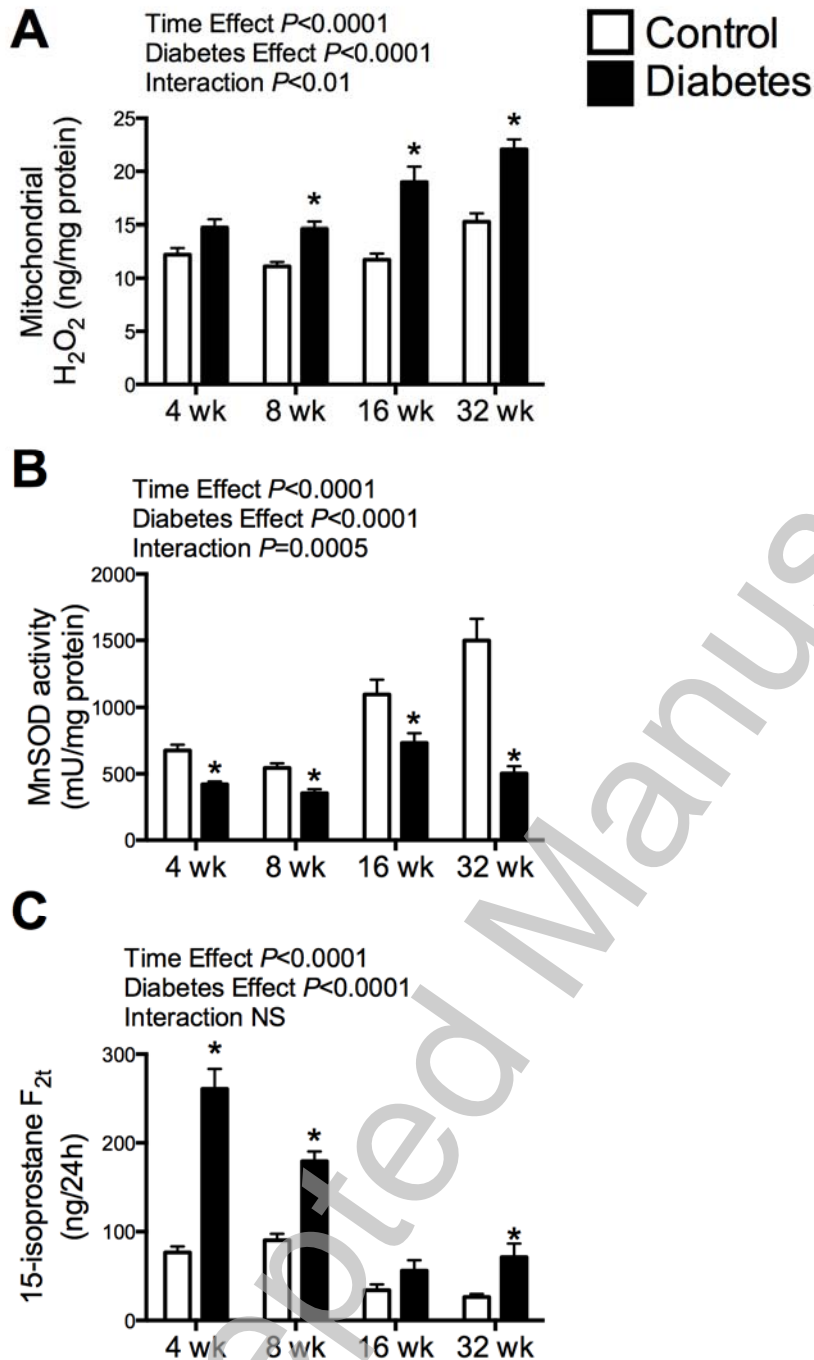 A
Time Effect P<0.0001
Diabetes Effect P<0.0001
Interaction P<0.01
Control
Diabetes
Mitochondrial
H₂O₂ (ng/mg protein)
25
20
15
10
5
0
*
*
*
4 wk 8 wk 16 wk 32 wk
B
Time Effect P<0.0001
Diabetes Effect P<0.0001
Interaction P=0.0005
MnSOD activity
(mU/mg protein)
2000
1500
1000
500
0
*
*
*
*
4 wk 8 wk 16 wk 32 wk
C
Time Effect P<0.0001
Diabetes Effect P<0.0001
Interaction NS
15-isoprostane F₂ₜ
(ng/24h)
300
200
100
0
*
*
*
4 wk 8 wk 16 wk 32 wk
epted Manus